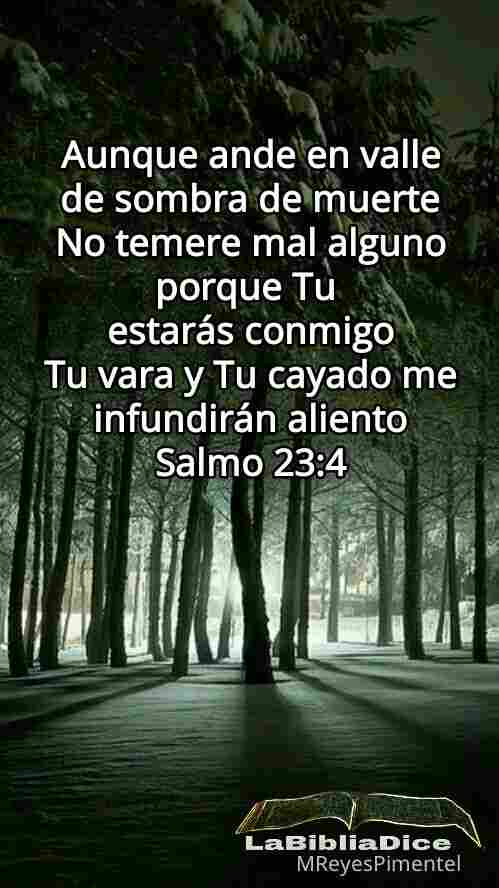 Aunque ande en valle
de sombra de muerte
No temere mal alguno
porque Tu
estarás conmigo
Tu vara y Tu cayado me
infundirán aliento
Salmo 23:4
LaBibliaDice
MReyesPimentel